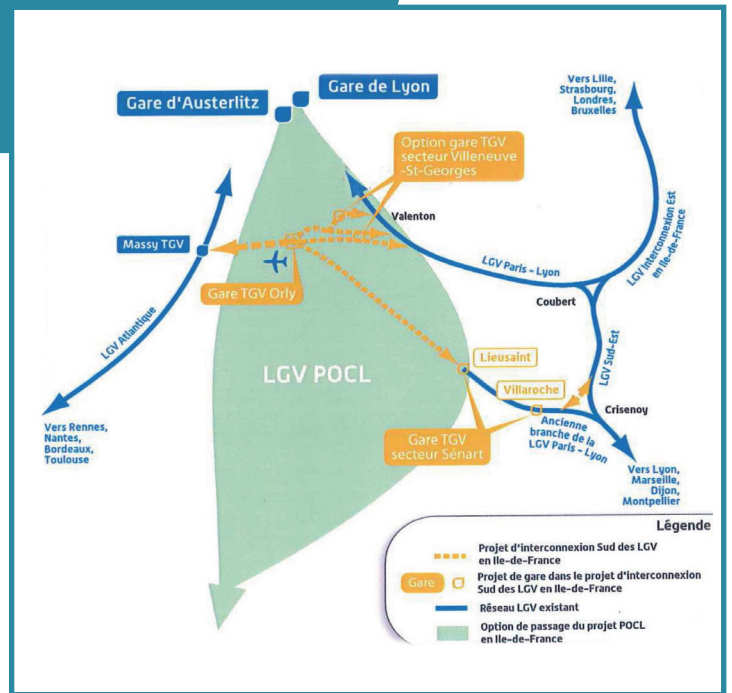 Gare de Lyon
Gare d'Austerlitz
Vers Lille,
Strasbourg,
Londres,
Bruxelles
Option gare TGV
secteur Villeneuve
-St-Georges
Valenton
Massy TGV
LGV Interconnexion Est
en Ile-de-France
LGV Paris - Lyon
Gare TGV Orly
Coubert
LGV Atlantique
LGV Sud-Est
Lieusaint
LGV POCL
Villaroche
Crisenoy
Vers Rennes,
Nantes,
Bordeaux,
Toulouse
Gare TGV
secteur Sénart
Ancienne
branche de la
LGV Paris - Lyon
Vers Lyon,
Marseille,
Dijon,
Montpellier
Légende
Projet d'interconnexion Sud des LGV
en Ile-de-France
Gare
Projet de gare dans le projet d'interconnexion
Sud des LGV en Ile-de-France
Réseau LGV existant
Option de passage du projet POCL
en Ile-de-France